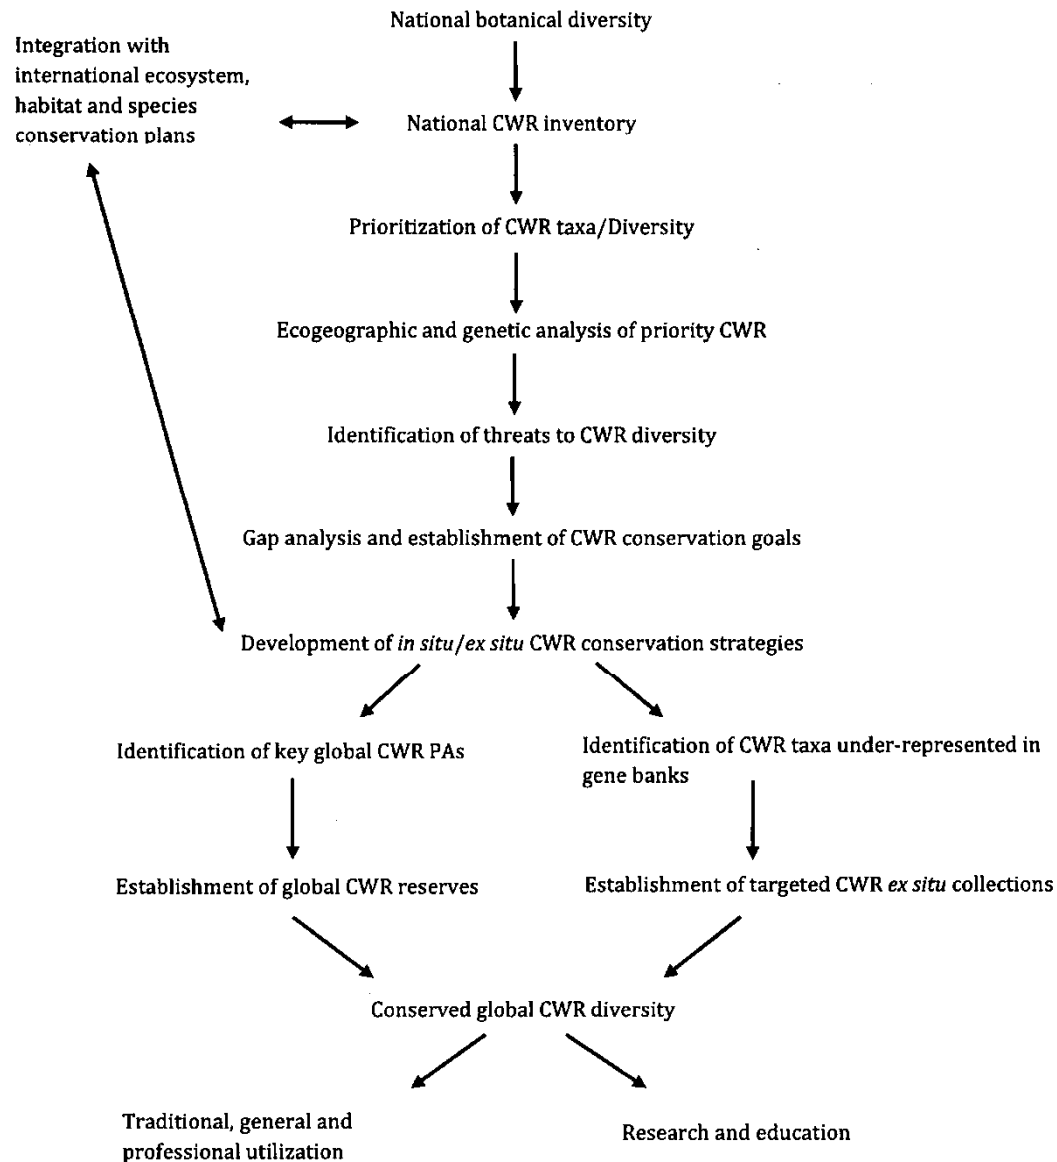 National botanical diversity
Integration with
international ecosystem,
habitat and species
conservation plans
National CWR inventory
Prioritization of CWR taxa/Diversity
Ecogeographic and genetic analysis of priority CWR
Identification of threats to CWR diversity
Gap analysis and establishment of CWR conservation goals
Development of in situ/ex situ CWR conservation strategies
Identification of key global CWR PAs
Identification of CWR taxa under-represented in
gene banks
Establishment of global CWR reserves
Establishment of targeted CWR ex situ collections
Conserved global CWR diversity
Traditional, general and
professional utilization
Research and education